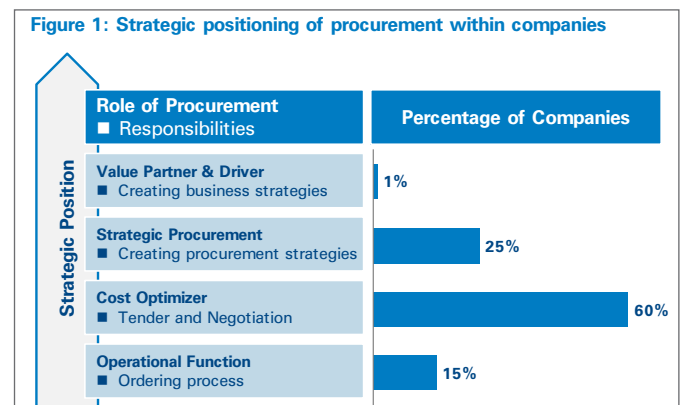 Figure 1: Strategic positioning of procurement within companies
Strategic Position
Role of Procurement
Responsibilities
Percentage of Companies
Value Partner & Driver
Creating business strategies
1%
Strategic Procurement
Creating procurement strategies
25%
Cost Optimizer
Tender and Negotiation
60%
Operational Function
Ordering process
15%